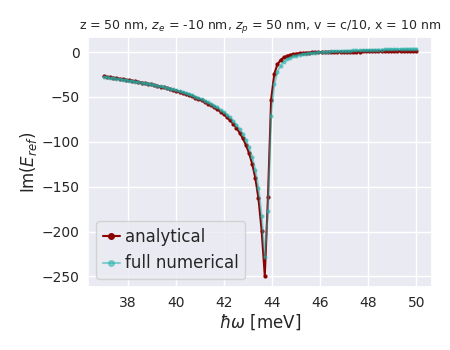 z = 50 nm, z_e = -10 nm, z_p = 50 nm, v = c/10, x = 10 nm
0
−50
−100
−150
−200
−250
Im(E_ref)
analytical
full numerical
38 40 42 44 46 48 50
ℏω [meV]